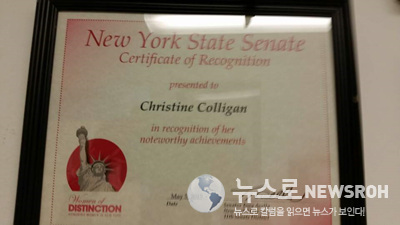 New York State Senate
Certificate of Recognition
presented to
Christine Colligan
in recognition of her
noteworthy achievements
Women of
DISTINCTION
May
Date
뉴스로 NEWSROH
뉴스로 칼럼을 읽으면 뉴스가 보인다!